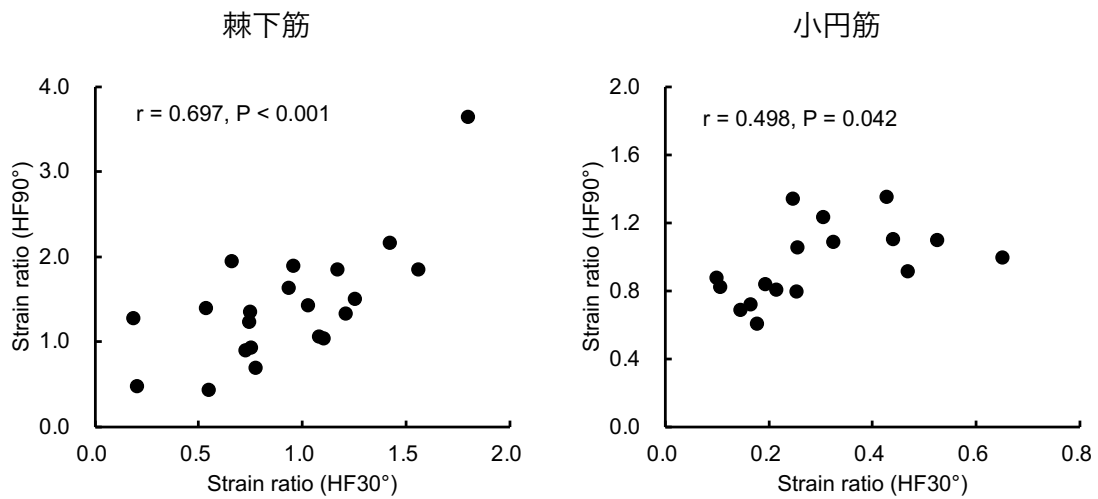 棘下筋
r = 0.697, P < 0.001
4.0
3.0
2.0
1.0
0.0
Strain ratio (HF90°)
0.0 0.5 1.0 1.5 2.0
Strain ratio (HF30°)
小円筋
r = 0.498, P = 0.042
2.0
1.6
1.2
0.8
0.4
0.0
Strain ratio (HF90°)
0.0 0.2 0.4 0.6 0.8
Strain ratio (HF30°)